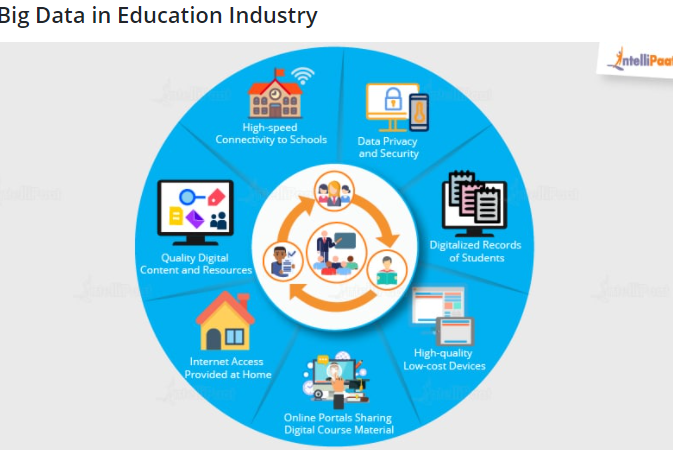 Big Data in Education Industry
IntelliPaat
High-speed
Connectivity to Schools
Data Privacy
and Security
Digitalized Records
of Students
High-quality
Low-cost Devices
Online Portals Sharing
Digital Course Material
Internet Access
Provided at Home
Quality Digital
Content and Resources